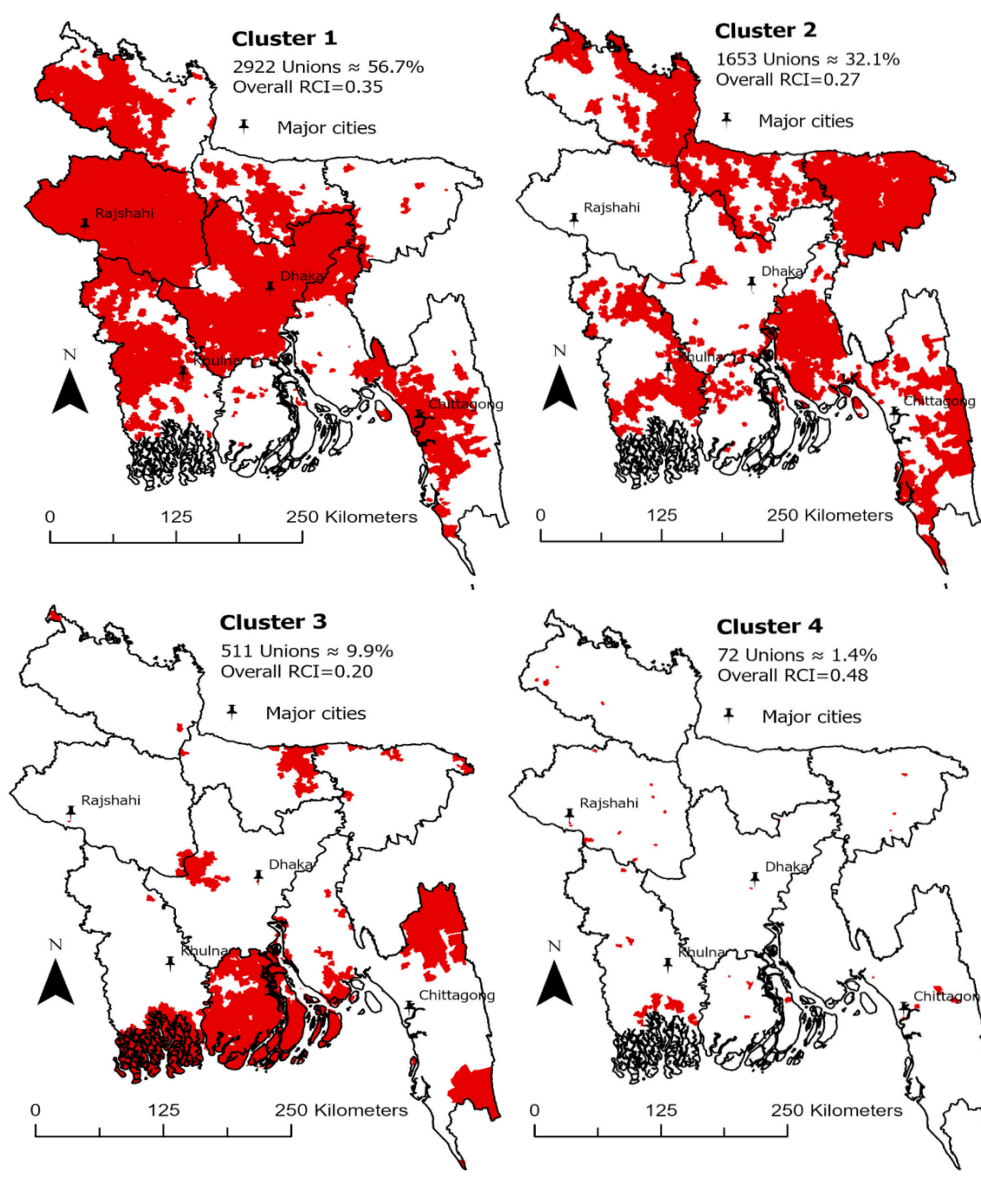 Cluster 1
2922 Unions ≈ 56.7%
Overall RCI=0.35
Major cities
Rajshahi
Dhaka
Khulna
Chittagong
N
0 125 250 Kilometers
Cluster 2
1653 Unions ≈ 32.1%
Overall RCI=0.27
Major cities
Rajshahi
Dhaka
Khulna
Chittagong
N
0 125 250 Kilometers
Cluster 3
511 Unions ≈ 9.9%
Overall RCI=0.20
Major cities
Rajshahi
Dhaka
Khulna
Chittagong
N
0 125 250 Kilometers
Cluster 4
72 Unions ≈ 1.4%
Overall RCI=0.48
Major cities
Rajshahi
Dhaka
Khulna
Chittagong
N
0 125 250 Kilometers